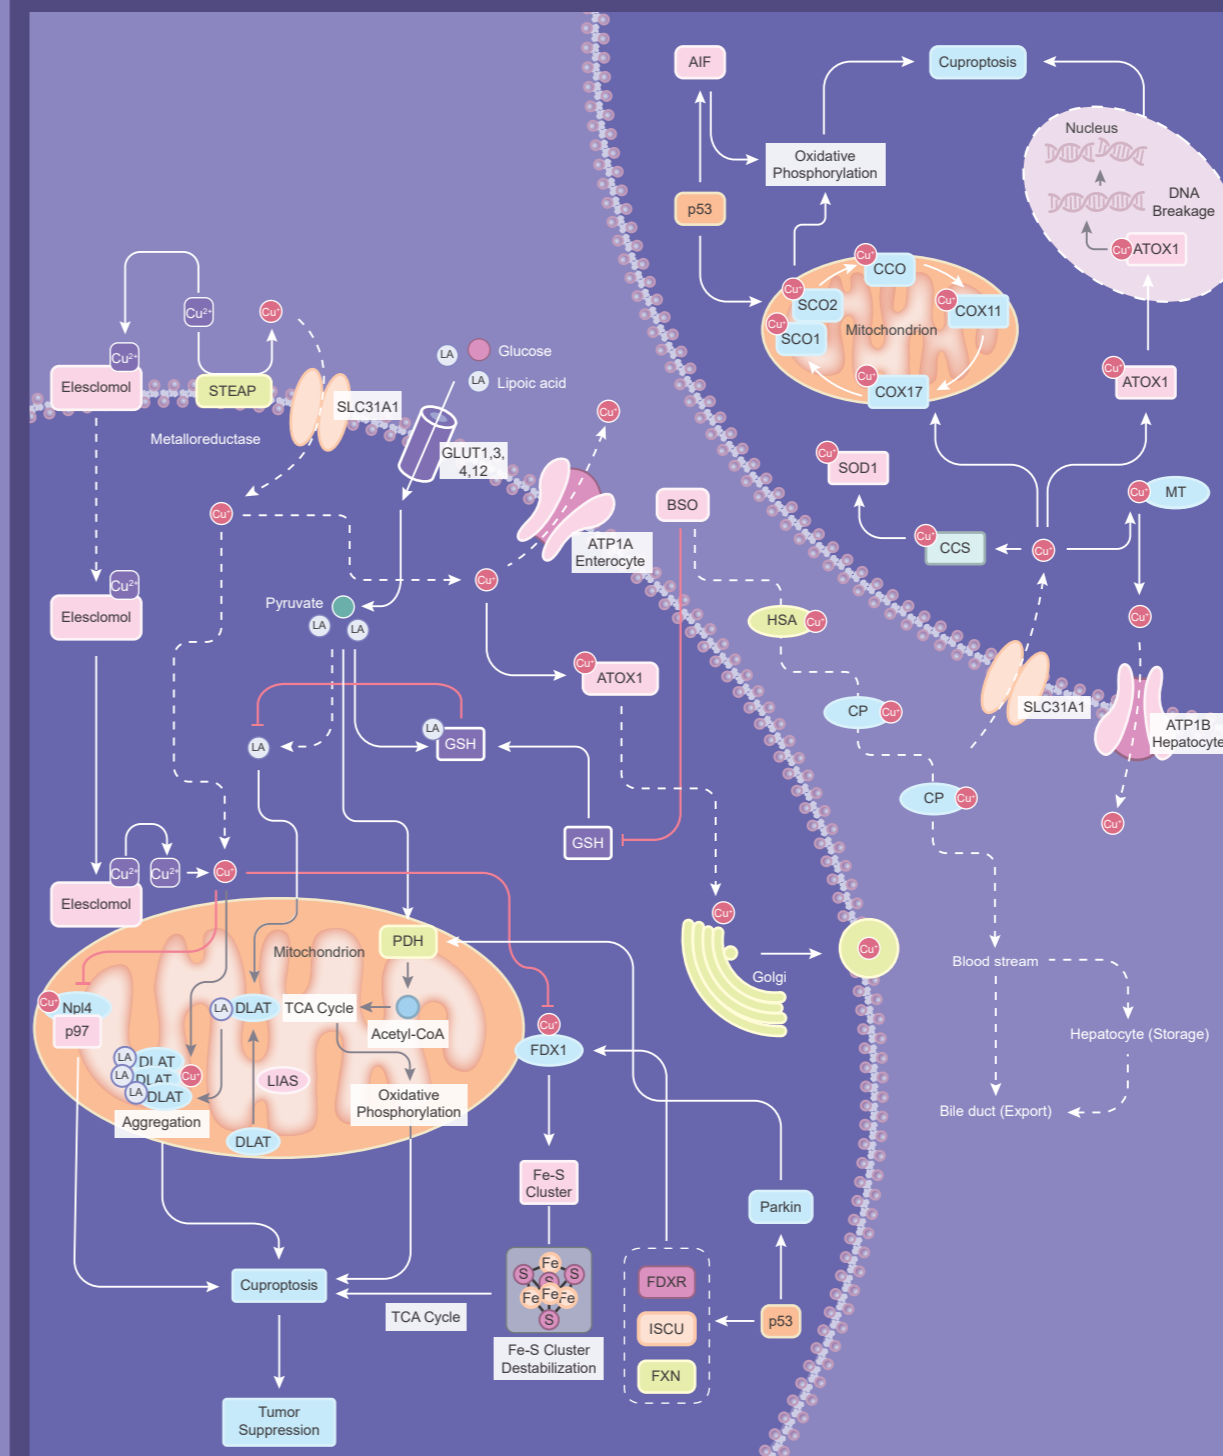 AIF
Cuproptosis
Nucleus
Oxidative
Phosphorylation
DNA
Breakage
p53
Cu⁺
ATOX1
Cu⁺
CCO
Cu⁺
SCO2
Cu⁺
COX11
Cu⁺
SCO1
Mitochondrion
Cu⁺
COX17
Cu⁺
ATOX1
Cu²⁺
Cu⁺
Cu²⁺
Elesclomol
STEAP
Metalloreductase
SLC31A1
LA
Glucose
LA
Lipoic acid
GLUT1,3,
4,12
Cu⁺
Cu⁺
SOD1
BSO
Cu⁺
MT
Cu⁺
ATP1A
Enterocyte
Cu⁺
CCS
Cu⁺
Cu²⁺
Elesclomol
Pyruvate
LA
LA
Cu⁺
HSA
Cu⁺
Cu⁺
Cu⁺
ATOX1
SLC31A1
ATP1B
Hepatocyte
CP
Cu⁺
LA
LA
GSH
CP
Cu⁺
Cu⁺
GSH
Cu²⁺
Cu²⁺
Cu⁺
Elesclomol
Cu⁺
Golgi
Cu⁺
Mitochondrion
PDH
Blood stream
Cu⁺
Npl4
p97
LA
DLAT
TCA Cycle
Acetyl-CoA
Cu⁺
FDX1
Hepatocyte (Storage)
LA
DLAT
LA
DLAT
Cu⁺
LA
DLAT
Aggregation
LIAS
Oxidative
Phosphorylation
DLAT
Bile duct (Export)
Fe-S
Cluster
Parkin
Cuproptosis
TCA Cycle
Fe
S
S
S
Fe
Fe
Fe
S
Fe-S Cluster
Destabilization
FDXR
ISCU
FXN
p53
Tumor
Suppression